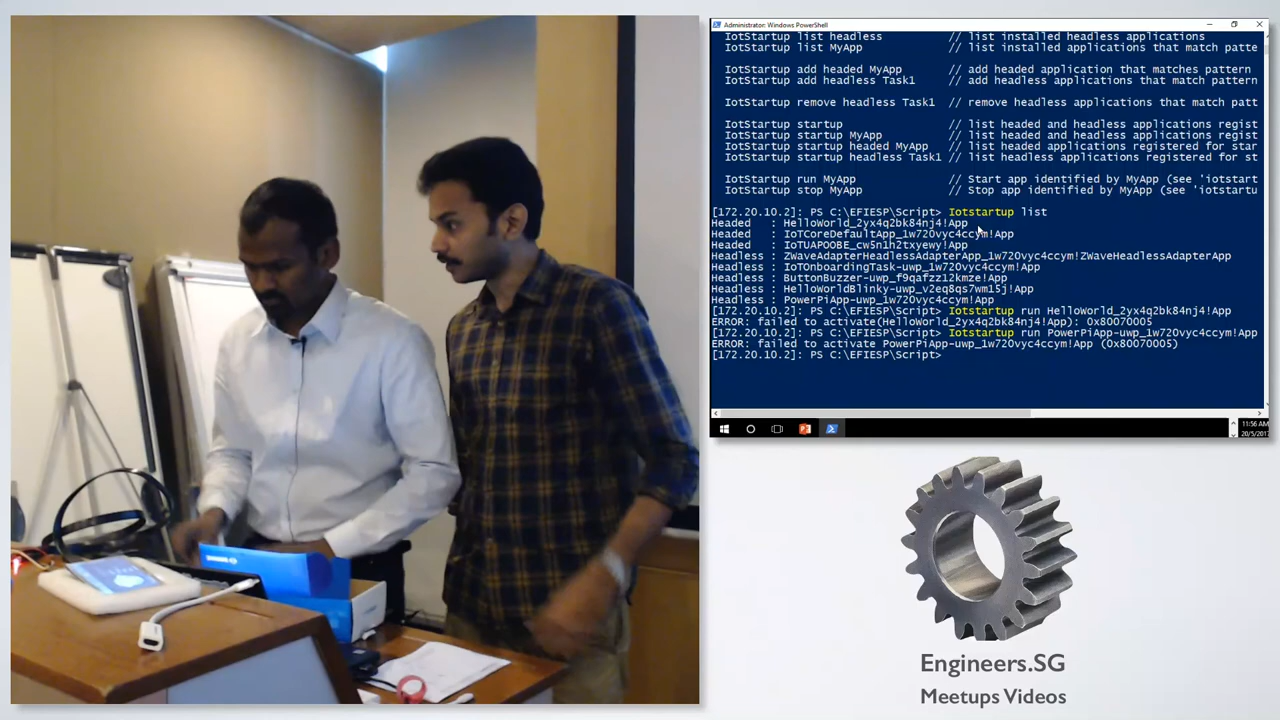 Administrator: Windows PowerShell
IotStartup list headless // list installed headless applications
IotStartup list MyApp // list installed applications that match patte
IotStartup add headed MyApp // add headed application that matches pattern
IotStartup add headless Task1 // add headless applications that match pattern
IotStartup remove headless Task1 // remove headless applications that match patt
IotStartup startup // list headed and headless applications regist
IotStartup startup MyApp // list headed and headless applications regist
IotStartup startup headed MyApp // list headed applications registered for star
IotStartup startup headless Task1 // list headless applications registered for st
IotStartup run MyApp // Start app identified by MyApp (see 'iotstart
IotStartup stop MyApp // Stop app identified by MyApp (see 'iotstartu
[172.20.10.2]: PS C:\EFIESP\Script> Iotstartup list
Headed : HelloWorld_2yx4q2bk84nj4!App
Headed : IoTCoreDefaultApp_1w720vyc4ccym!App
Headed : IoTUAPOOBE_cw5n1h2txyewy!App
Headless : ZWaveAdapterHeadlessAdapterApp_1w720vyc4ccym!ZWaveHeadlessAdapterApp
Headless : IoTOnboardingTask-uwp_1w720vyc4ccym!App
Headless : ButtonBuzzer-uwp_f9qafzz12kmze!App
Headless : HelloWorldBlinky-uwp_v2eq8qs7wm15j!App
Headless : PowerPiApp-uwp_1w720vyc4ccym!App
[172.20.10.2]: PS C:\EFIESP\Script> Iotstartup run HelloWorld_2yx4q2bk84nj4!App
ERROR: failed to activate(HelloWorld_2yx4q2bk84nj4!App): 0x80070005
[172.20.10.2]: PS C:\EFIESP\Script> Iotstartup run PowerPiApp-uwp_1w720vyc4ccym!App
ERROR: failed to activate PowerPiApp-uwp_1w720vyc4ccym!App (0x80070005)
[172.20.10.2]: PS C:\EFIESP\Script>
11:56 AM
20/5/2017
Engineers.SG
Meetups Videos